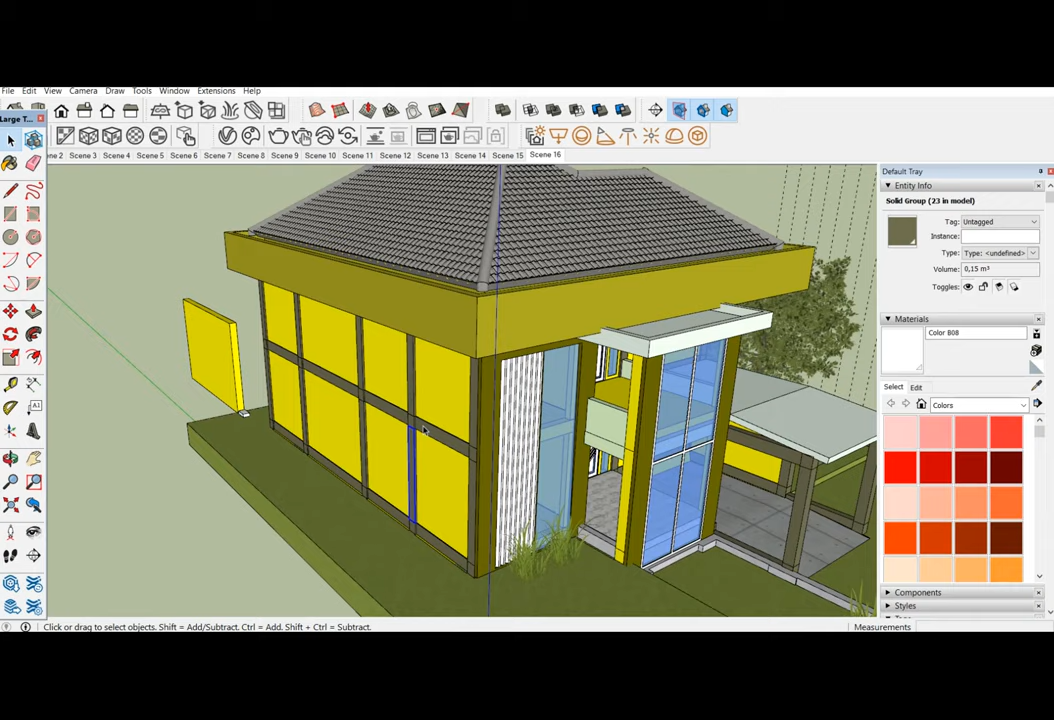 File Edit View Camera Draw Tools Window Extensions Help
Large T...
Scene 3 Scene 4 Scene 5 Scene 6 Scene 7 Scene 8 Scene 9 Scene 10 Scene 11 Scene 12 Scene 13 Scene 14 Scene 15 Scene 16
Default Tray
Entity Info
Solid Group (23 in model)
Tag: Untagged
Instance:
Type: Type: <undefined>
Volume: 0,15 m³
Toggles:
Materials
Color B08
Select Edit
Colors
Components
Styles
Click or drag to select objects. Shift = Add/Subtract. Ctrl = Add. Shift + Ctrl = Subtract.
Measurements